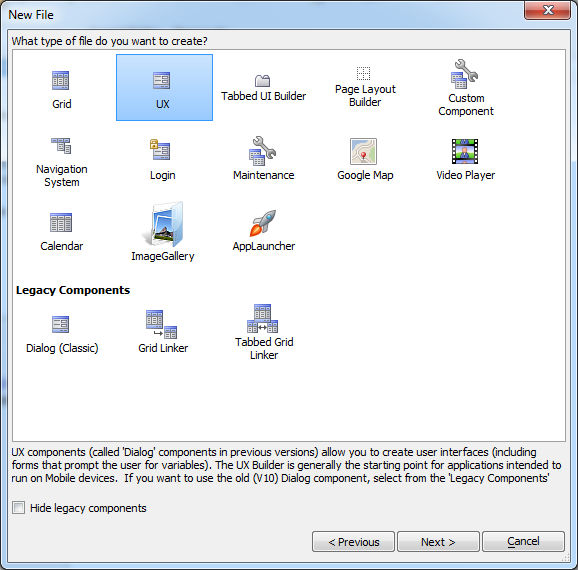 New File
What type of file do you want to create?
Grid
UX
Tabbed UI Builder
Page Layout
Builder
Custom
Component
Navigation
System
Login
Maintenance
Google Map
Video Player
Calendar
ImageGallery
AppLauncher
Legacy Components
Dialog (Classic)
Grid Linker
Tabbed Grid
Linker
UX components (called 'Dialog' components in previous versions) allow you to create user interfaces (including
forms that prompt the user for variables). The UX Builder is generally the starting point for applications intended to
run on Mobile devices.  If you want to use the old (V10) Dialog component, select from the 'Legacy Components'
Hide legacy components
< Previous
Next >
Cancel